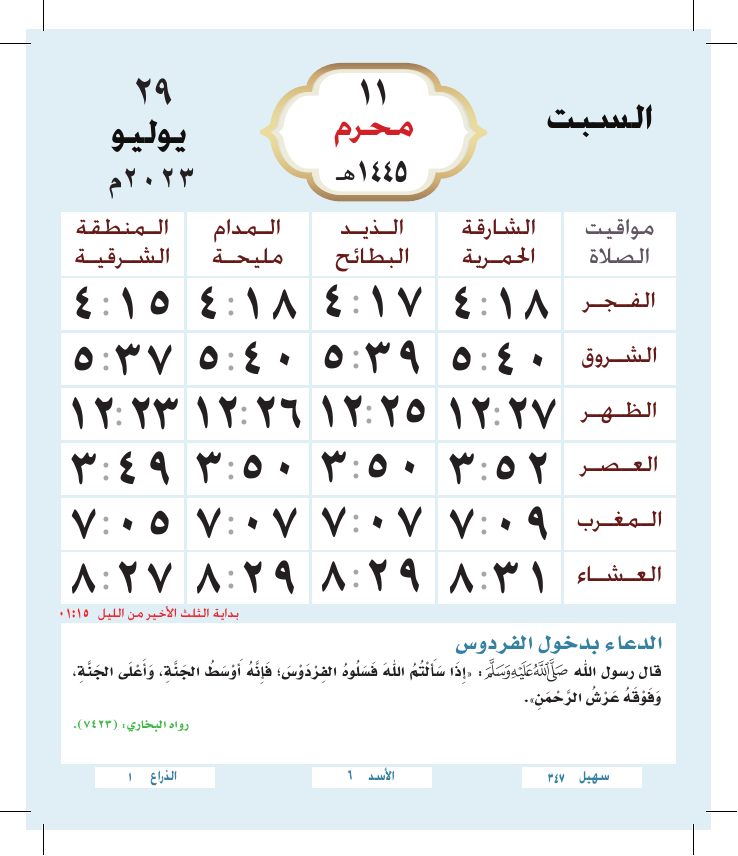 السبت
١١
محرم
١٤٤٥هـ
٢٩
يوليو
٢٠٢٣م
مواقيت الصلاة | الشارقة الحمرية | الذيد البطائح | المدام مليحة | المنطقة الشرقية
الفجر ٤:١٨ ٤:١٧ ٤:١٨ ٤:١٥
الشروق ٥:٤٠ ٥:٣٩ ٥:٤٠ ٥:٣٧
الظهر ١٢:٢٧ ١٢:٢٥ ١٢:٢٦ ١٢:٢٣
العصر ٣:٥٢ ٣:٥٠ ٣:٥٠ ٣:٤٩
المغرب ٧:٠٩ ٧:٠٧ ٧:٠٧ ٧:٠٥
العشاء ٨:٣١ ٨:٢٩ ٨:٢٩ ٨:٢٧
بداية الثلث الأخير من الليل ٠١:١٥
الدعاء بدخول الفردوس
قال رسول الله صَلَّى اللَّهُ عَلَيْهِ وَسَلَّمَ: «إِذَا سَأَلْتُمُ اللهَ فَسَلُوهُ الفِرْدَوْسَ؛ فَإِنَّهُ أَوْسَطُ الجَنَّةِ، وَأَعْلَى الجَنَّةِ،
وَفَوْقَهُ عَرْشُ الرَّحْمَنِ».
رواه البخاري: (٧٤٢٣).
سهيل ٣٤٧
الأسد ٦
الذراع ١